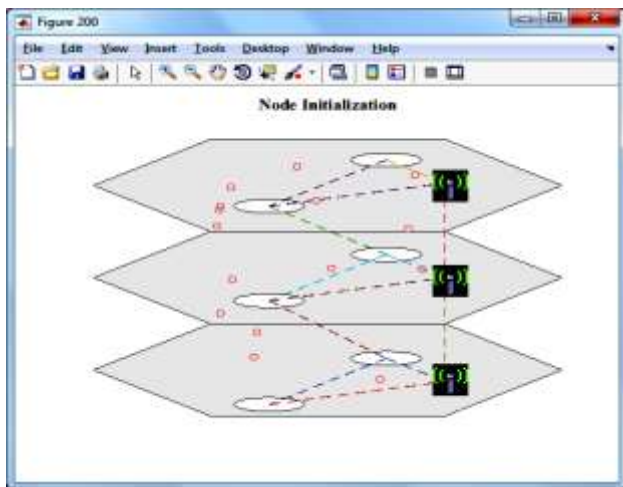 Figure 200
File Edit View Insert Tools Desktop Window Help
Node Initialization